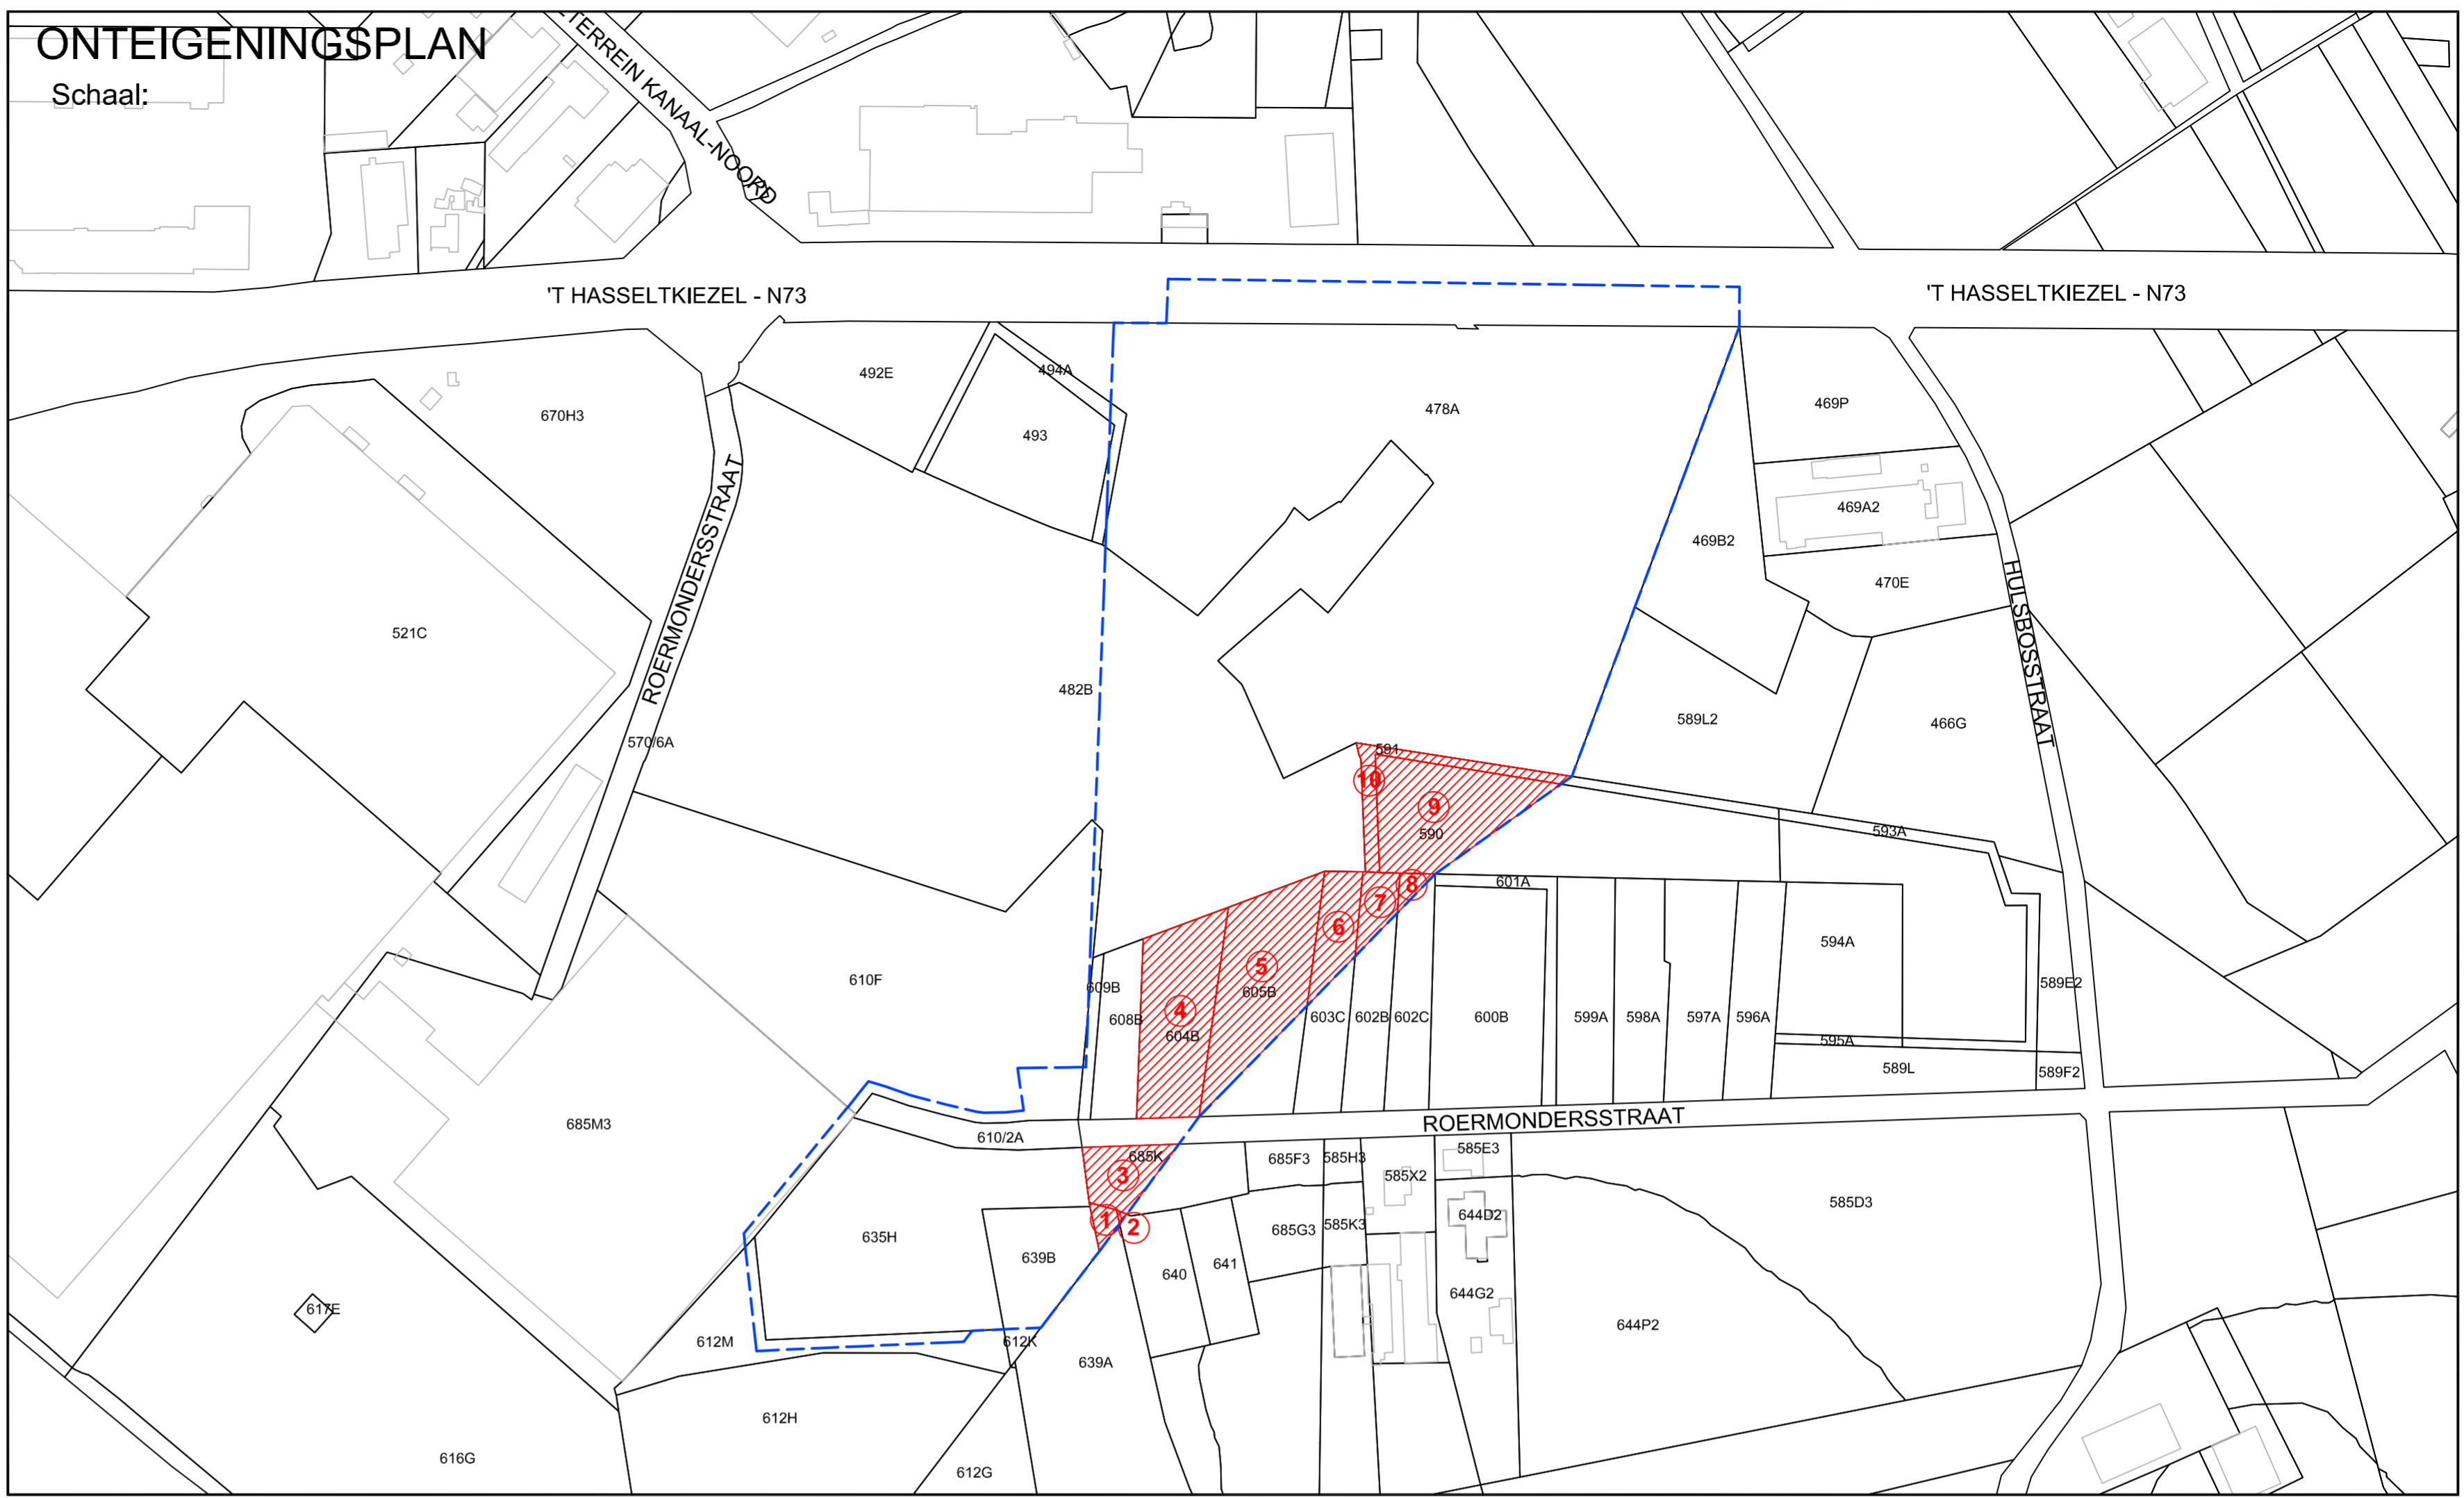 ONTEIGENINGSPLAN
Schaal:
TERREIN KANAAL-NOORD
'T HASSELTKIEZEL - N73
'T HASSELTKIEZEL - N73
492E
494A
493
478A
469P
670H3
469A2
469B2
470E
HULSBOSSTRAAT
ROERMONDERSSTRAAT
521C
482B
589L2
466G
570/6A
591
10
9
590
593A
8
601A
7
6
594A
5
605B
610F
609B
608B
4
604B
603C
602B
602C
600B
599A
598A
597A
596A
589E2
595A
589L
589F2
685M3
610/2A
ROERMONDERSSTRAAT
685K
3
685F3
585H3
585X2
585E3
585D3
1
2
685G3
585K3
644D2
635H
639B
640
641
644G2
617E
612M
612K
639A
644P2
612H
616G
612G